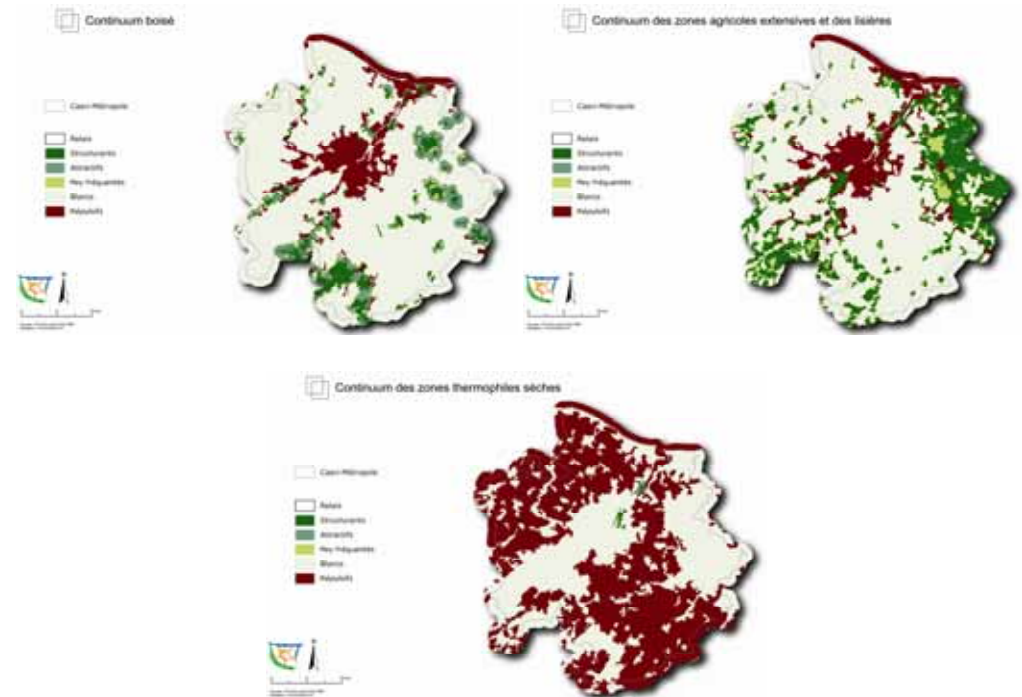 Continuum boisé
Caen-Métropole
Relais
Structurants
Attractifs
Peu fréquentés
Blancs
Répulsifs
Continuum des zones agricoles extensives et des lisières
Caen-Métropole
Relais
Structurants
Attractifs
Peu fréquentés
Blancs
Répulsifs
Continuum des zones thermophiles sèches
Caen-Métropole
Relais
Structurants
Attractifs
Peu fréquentés
Blancs
Répulsifs